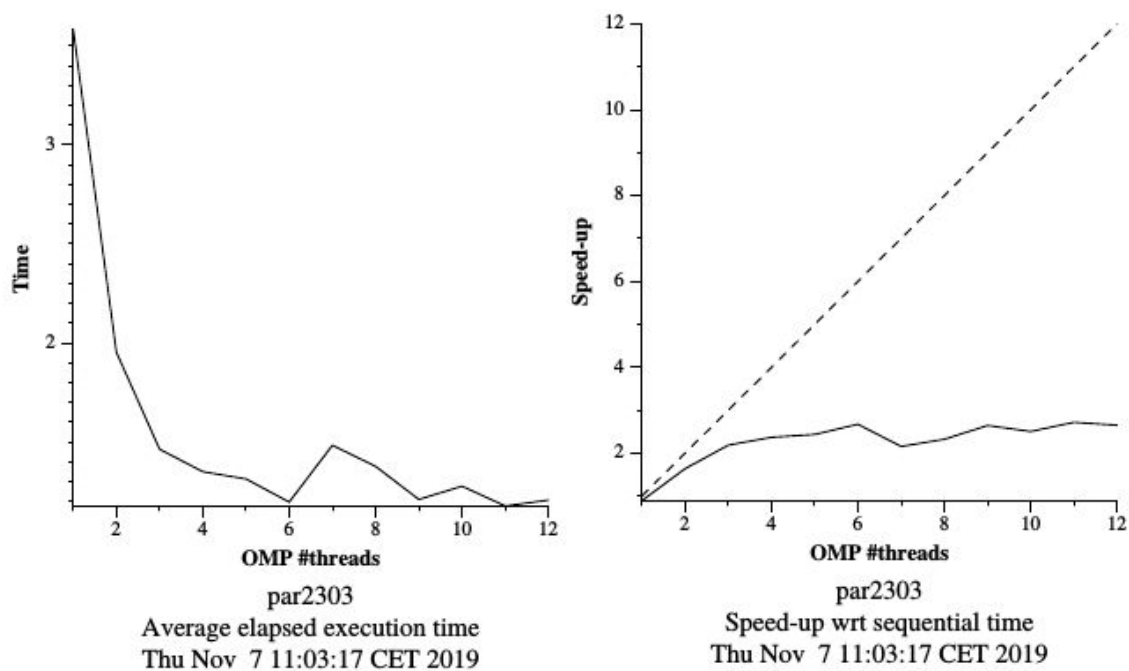 3
2
Time
2
4
6
8
10
12
OMP #threads
par2303
Average elapsed execution time
Thu Nov  7 11:03:17 CET 2019
12
10
8
6
4
2
Speed-up
2
4
6
8
10
12
OMP #threads
par2303
Speed-up wrt sequential time
Thu Nov  7 11:03:17 CET 2019